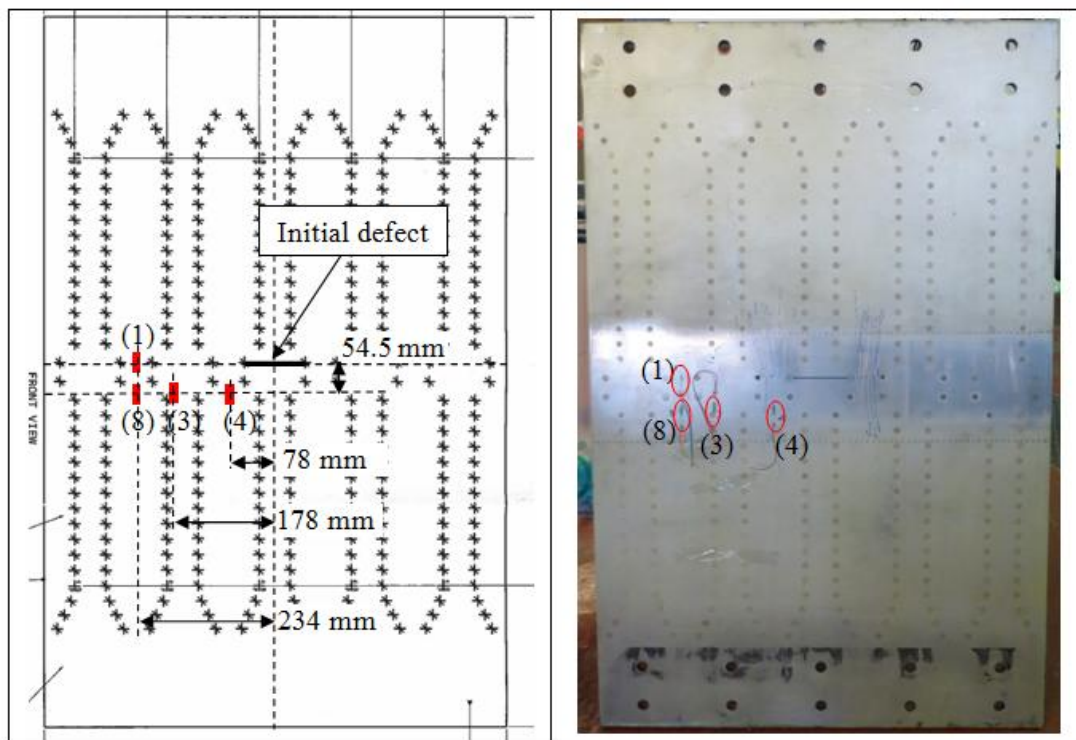 Initial defect
(1)
54.5 mm
FRONT VIEW
(8)
(3)
(4)
78 mm
178 mm
234 mm
(1)
(8)
(3)
(4)